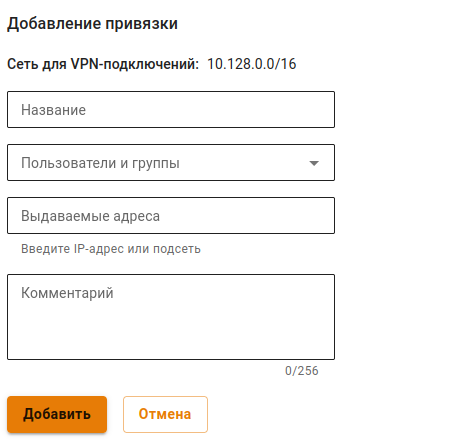 Добавление привязки
Сеть для VPN-подключений: 10.128.0.0/16
Название
Пользователи и группы
Выдаваемые адреса
Введите IP-адрес или подсеть
Комментарий
0/256
Добавить Отмена